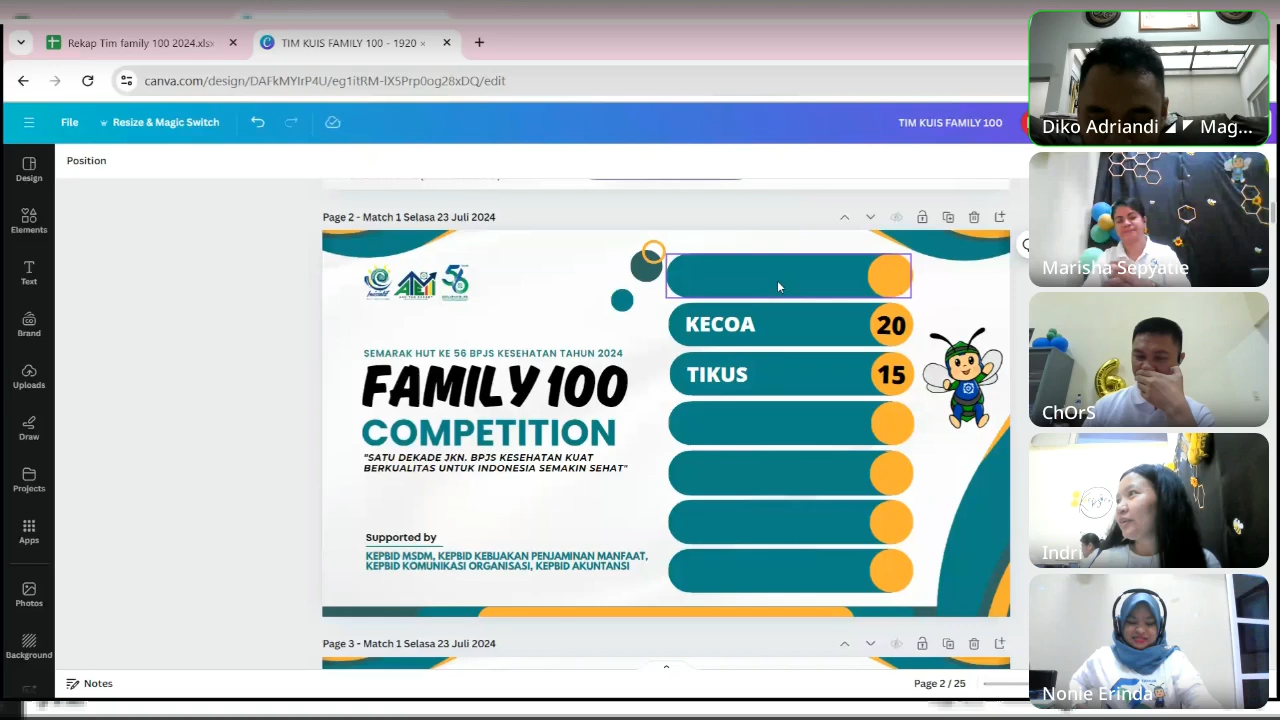 Rekap Tim family 100 2024.xlsx
TIM KUIS FAMILY 100 - 1320 ×
canva.com/design/DAFkMYIrP4U/eg1itRM-lX5Prp0og28xDQ/edit
File
Resize & Magic Switch
TIM KUIS FAMILY 100
Position
Design
Elements
Text
Brand
Uploads
Draw
Projects
Apps
Photos
Background
Page 2 - Match 1 Selasa 23 Juli 2024
56
SEMARAK HUT KE 56 BPJS KESEHATAN TAHUN 2024
FAMILY 100
COMPETITION
"SATU DEKADE JKN. BPJS KESEHATAN KUAT
BERKUALITAS UNTUK INDONESIA SEMAKIN SEHAT"
Supported by
KEPBID MSDM, KEPBID KEBIJAKAN PENJAMINAN MANFAAT,
KEPBID KOMUNIKASI ORGANISASI, KEPBID AKUNTANSI
KECOA 20
TIKUS 15
Page 3 - Match 1 Selasa 23 Juli 2024
Notes
Page 2 / 25
Diko Adriandi ◢ ◤ Mag...
Marisha Sepyatie
ChOrS
Indri
Nonie Erinda